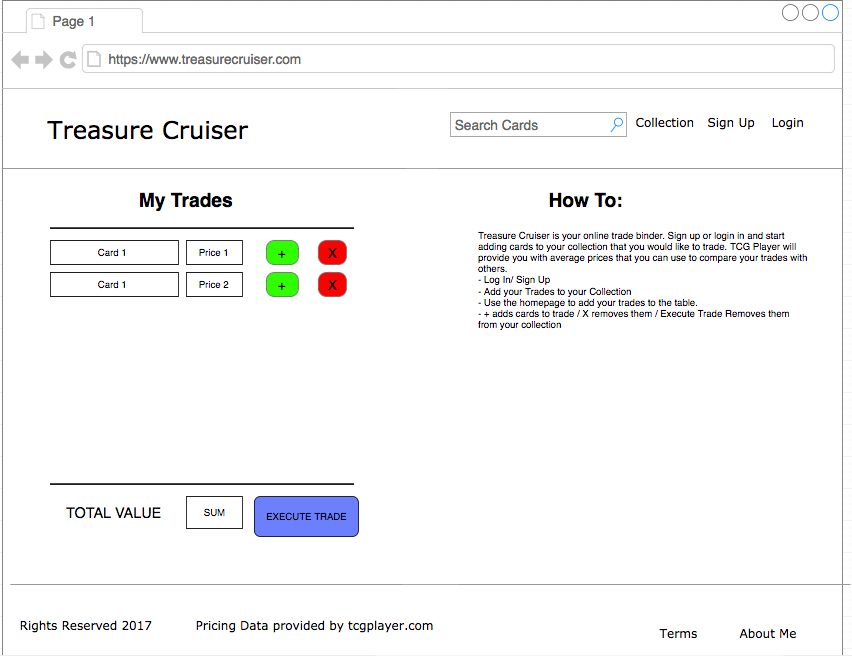 Page 1
https://www.treasurecruiser.com
Treasure Cruiser
Search Cards
Collection
Sign Up
Login
My Trades
Card 1
Price 1
+
X
Card 1
Price 2
+
X
TOTAL VALUE
SUM
EXECUTE TRADE
How To:
Treasure Cruiser is your online trade binder. Sign up or login in and start
adding cards to your collection that you would like to trade. TCG Player will
provide you with average prices that you can use to compare your trades with
others.
- Log In/ Sign Up
- Add your Trades to your Collection
- Use the homepage to add your trades to the table.
- + adds cards to trade / X removes them / Execute Trade Removes them
from your collection
Rights Reserved 2017
Pricing Data provided by tcgplayer.com
Terms
About Me